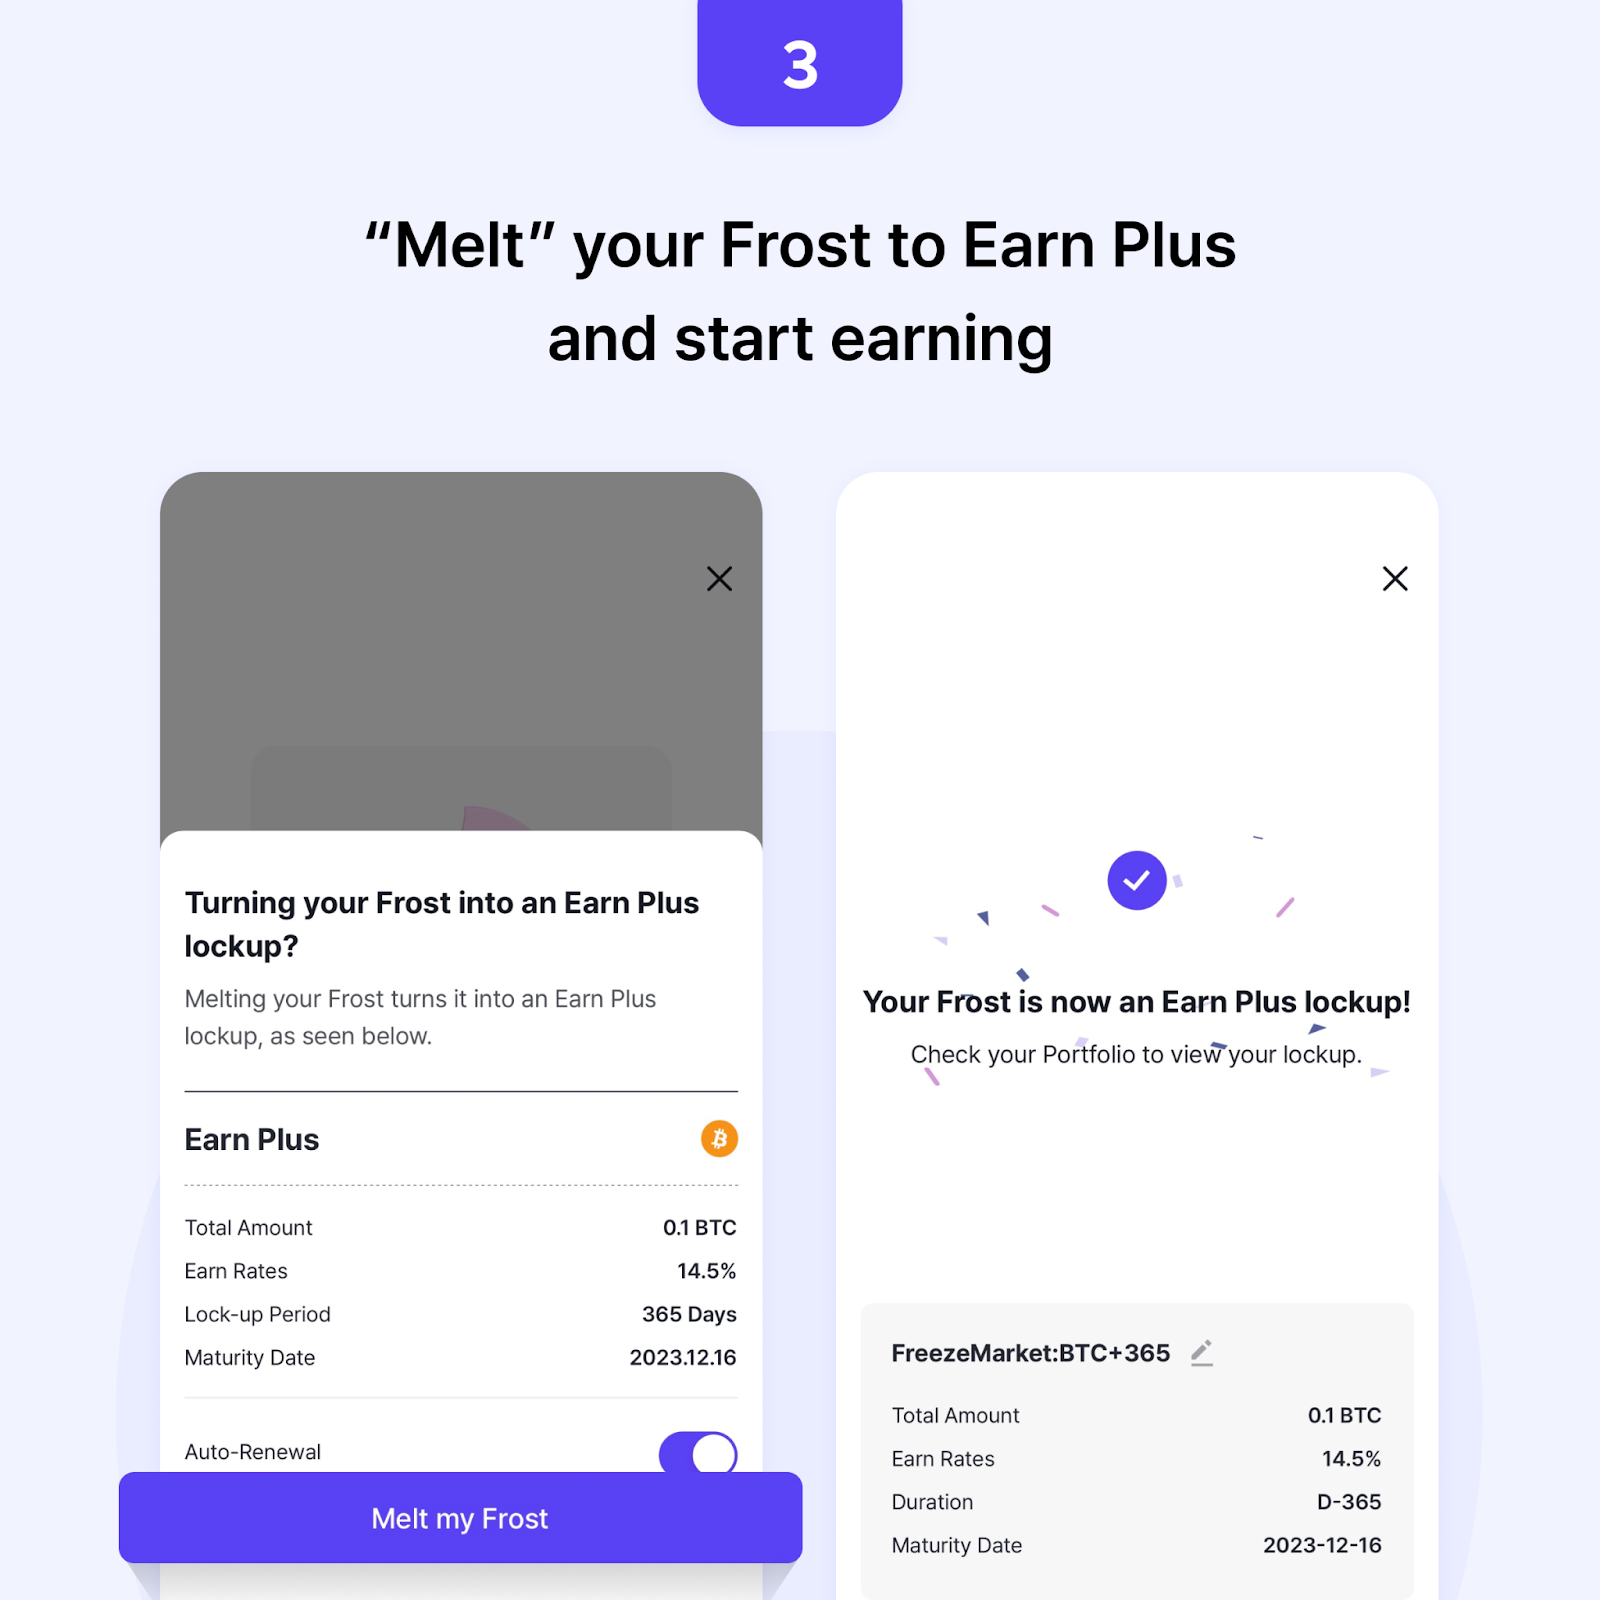 3
“Melt” your Frost to Earn Plus
and start earning
Turning your Frost into an Earn Plus
lockup?
Melting your Frost turns it into an Earn Plus
lockup, as seen below.
Earn Plus
Total Amount 0.1 BTC
Earn Rates 14.5%
Lock-up Period 365 Days
Maturity Date 2023.12.16
Auto-Renewal
Melt my Frost
Your Frost is now an Earn Plus lockup!
Check your Portfolio to view your lockup.
FreezeMarket:BTC+365
Total Amount 0.1 BTC
Earn Rates 14.5%
Duration D-365
Maturity Date 2023-12-16